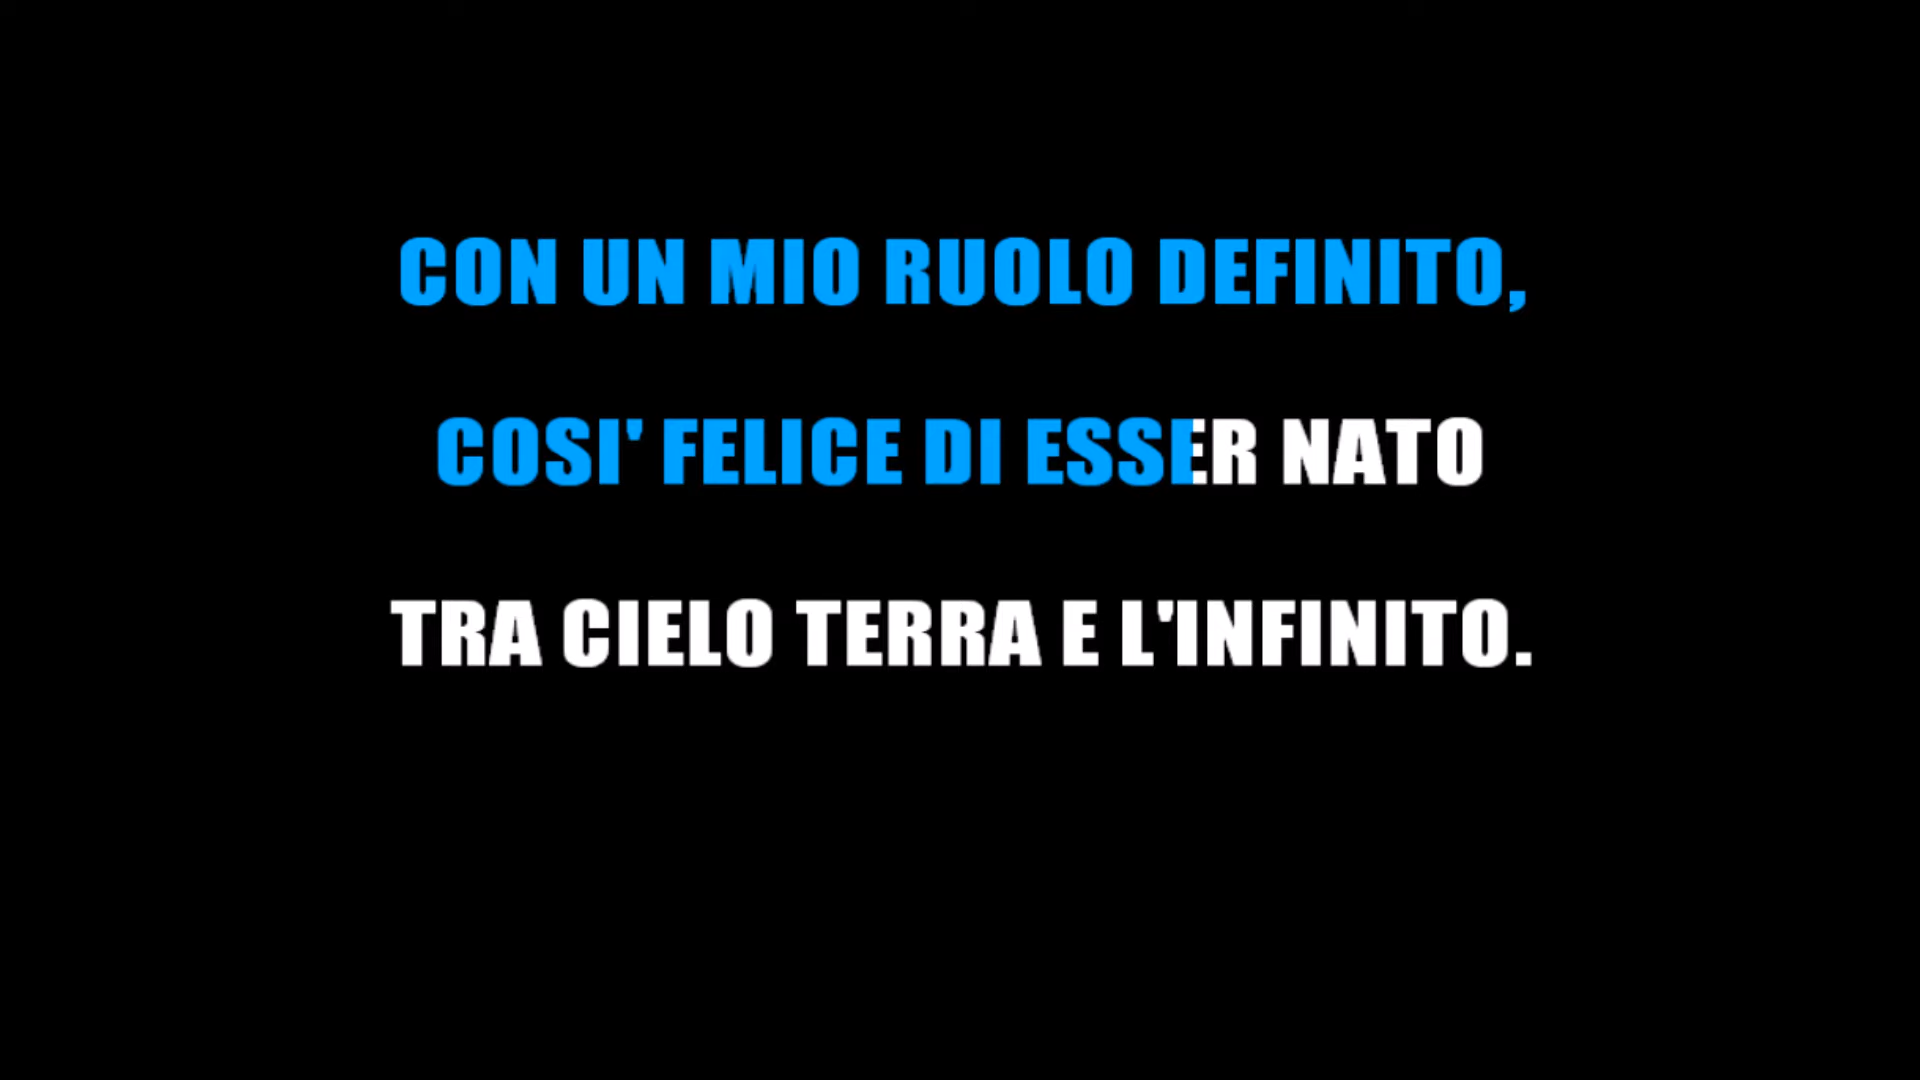 CON UN MIO RUOLO DEFINITO,
COSI' FELICE DI ESSER NATO
TRA CIELO TERRA E L'INFINITO.